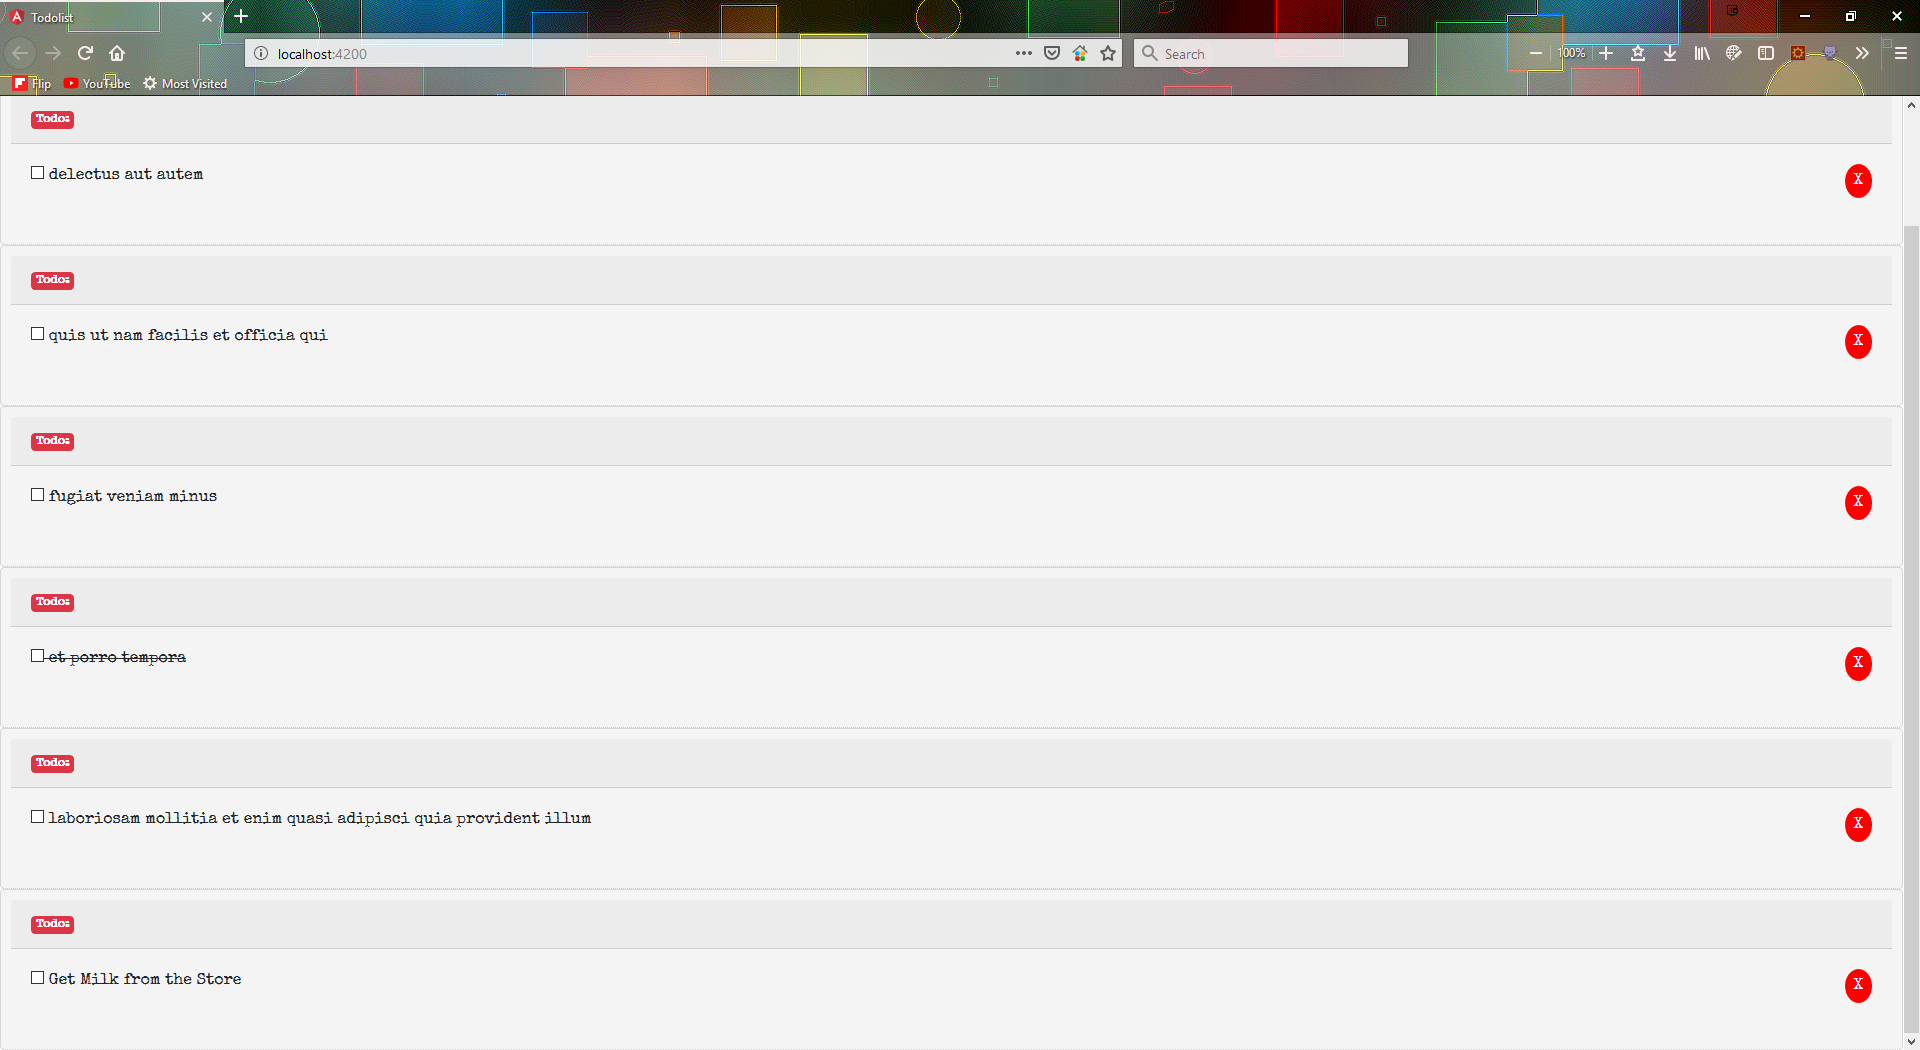 Todolist
localhost:4200
Search
100%
Flip YouTube Most Visited
Todo:
delectus aut autem
X
Todo:
quis ut nam facilis et officia qui
X
Todo:
fugiat veniam minus
X
Todo:
et porro tempora
X
Todo:
laboriosam mollitia et enim quasi adipisci quia provident illum
X
Todo:
Get Milk from the Store
X